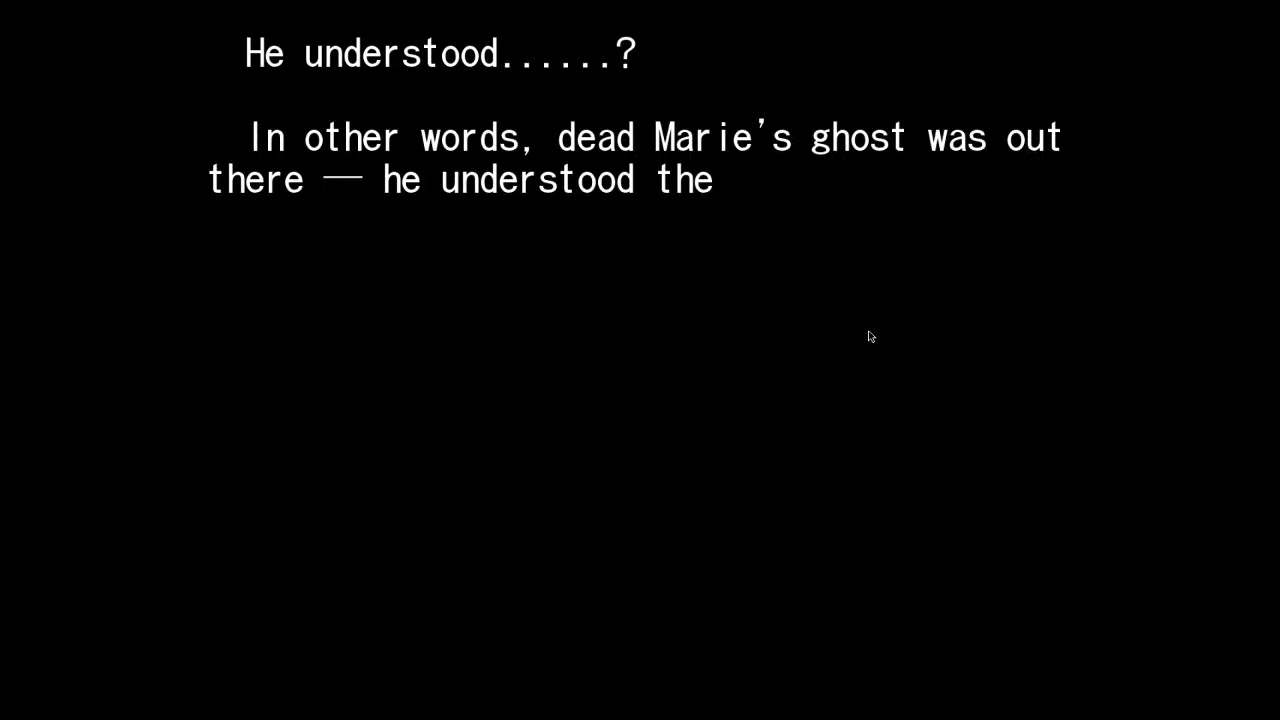 He understood......?
In other words, dead Marie's ghost was out
there ― he understood the